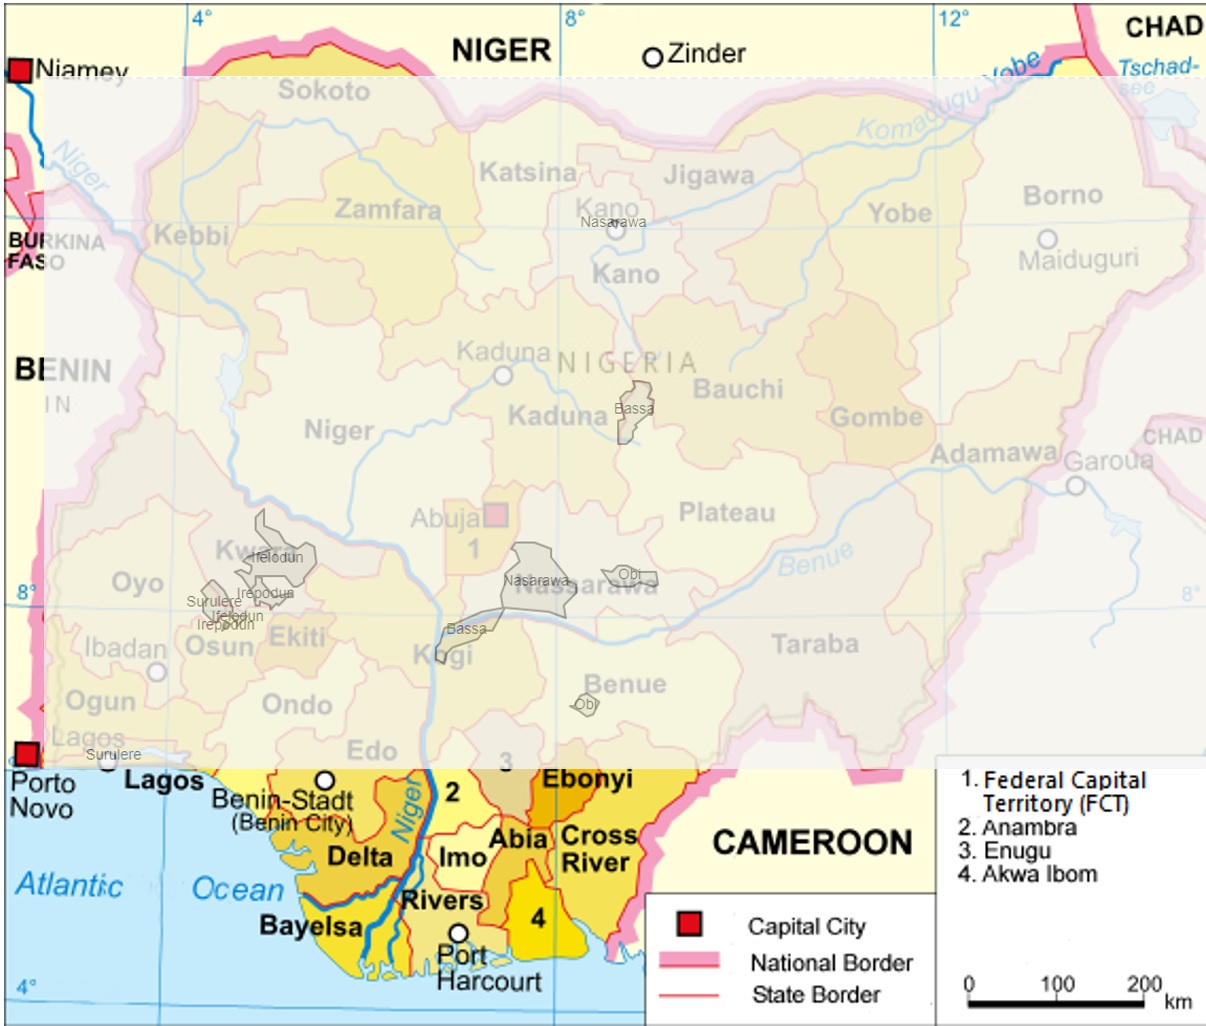 4°
8°
12°
CHAD
NIGER
Zinder
Niamey
Tschad-
see
Komadugu Yobe
Sokoto
Niger
Katsina
Jigawa
Zamfara
Kano
Nasarawa
Yobe
Borno
Kebbi
BURKINA
FASO
Maiduguri
Kano
BENIN
IN
Kaduna
NIGERIA
Bauchi
Bassa
Kaduna
Gombe
Niger
CHAD
Adamawa
Garoua
Abuja
1
Plateau
Kwara
Ifelodun
Benue
Oyo
Nasarawa
Obi
Nassarawa
8°
8°
Irepodun
Surulere
Ifelodun
Irepodun
Bassa
Ibadan
Osun
Ekiti
Kogi
Taraba
Ogun
Ondo
Benue
Obi
Lagos
Surulere
Edo
3
Porto
Novo
Lagos
Benin-Stadt
(Benin City)
Niger
2
Ebonyi
Delta
Imo
Abia
Cross
River
CAMEROON
Atlantic Ocean
Bayelsa
Rivers
4
Port
Harcourt
4°
1. Federal Capital
Territory (FCT)
2. Anambra
3. Enugu
4. Akwa Ibom
Capital City
National Border
State Border
0 100 200
km